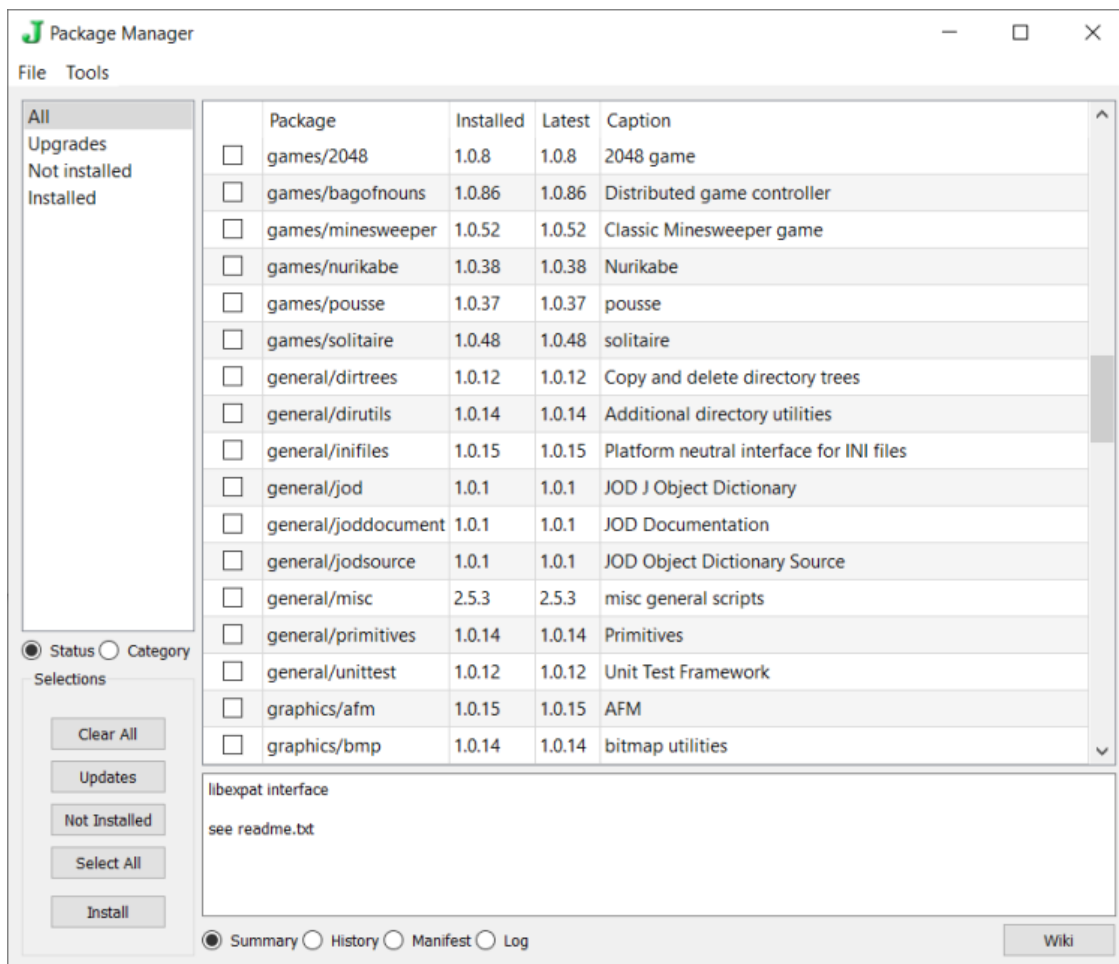 J Package Manager
File Tools
All
Upgrades
Not installed
Installed
Package Installed Latest Caption
games/2048 1.0.8 1.0.8 2048 game
games/bagofnouns 1.0.86 1.0.86 Distributed game controller
games/minesweeper 1.0.52 1.0.52 Classic Minesweeper game
games/nurikabe 1.0.38 1.0.38 Nurikabe
games/pousse 1.0.37 1.0.37 pousse
games/solitaire 1.0.48 1.0.48 solitaire
general/dirtrees 1.0.12 1.0.12 Copy and delete directory trees
general/dirutils 1.0.14 1.0.14 Additional directory utilities
general/inifiles 1.0.15 1.0.15 Platform neutral interface for INI files
general/jod 1.0.1 1.0.1 JOD J Object Dictionary
general/joddocument 1.0.1 1.0.1 JOD Documentation
general/jodsource 1.0.1 1.0.1 JOD Object Dictionary Source
general/misc 2.5.3 2.5.3 misc general scripts
general/primitives 1.0.14 1.0.14 Primitives
general/unittest 1.0.12 1.0.12 Unit Test Framework
graphics/afm 1.0.15 1.0.15 AFM
graphics/bmp 1.0.14 1.0.14 bitmap utilities
Status Category
Selections
Clear All
Updates
Not Installed
Select All
Install
libexpat interface
see readme.txt
Summary History Manifest Log
Wiki